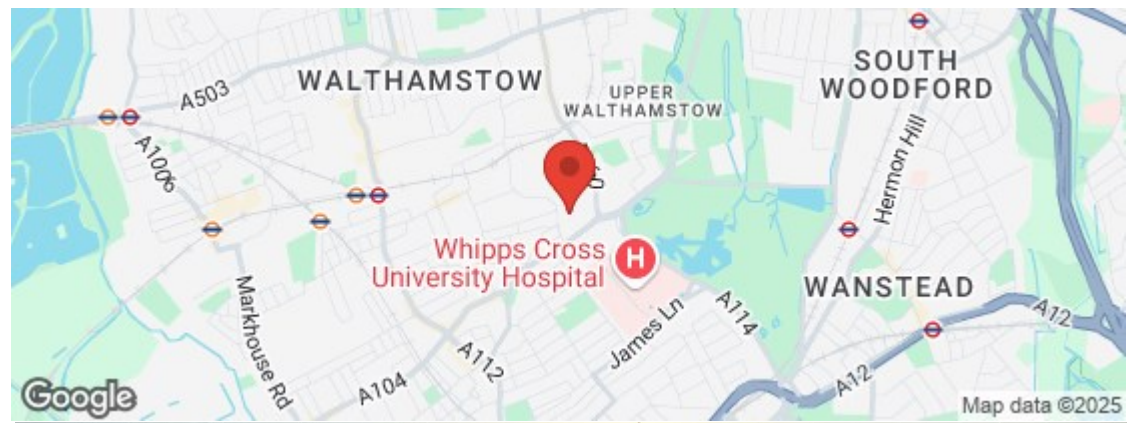 SOUTH
WOODFORD
WALTHAMSTOW
UPPER
WALTHAMSTOW
A503
A1006
Hermon Hill
Whipps Cross
University Hospital
H
WANSTEAD
Markhouse Rd
A112
A104
James Ln
A114
A12
A12
Google
Map data ©2025